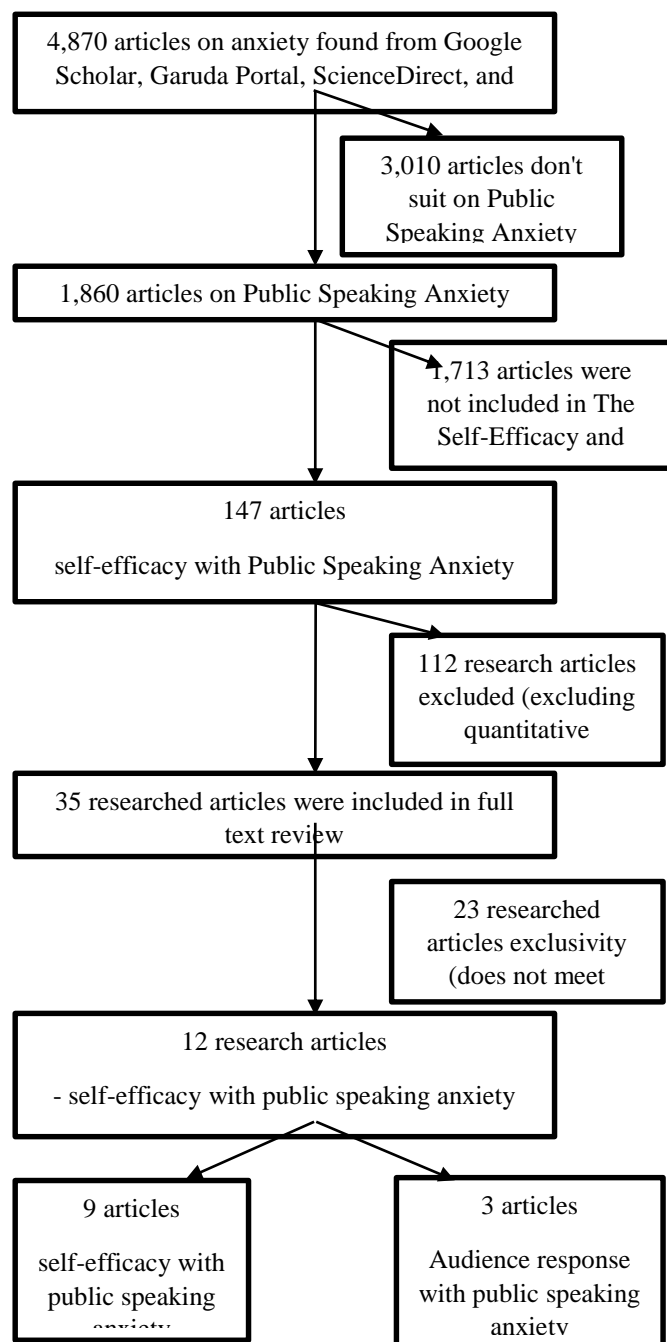 4,870 articles on anxiety found from Google
Scholar, Garuda Portal, ScienceDirect, and
3,010 articles don't
suit on Public
Speaking Anxiety
1,860 articles on Public Speaking Anxiety
1,713 articles were
not included in The
Self-Efficacy and
147 articles
self-efficacy with Public Speaking Anxiety
112 research articles
excluded (excluding
quantitative
35 researched articles were included in full
text review
23 researched
articles exclusivity
(does not meet
12 research articles
- self-efficacy with public speaking anxiety
9 articles
self-efficacy with
public speaking
anxiety
3 articles
Audience response
with public speaking
anxiety